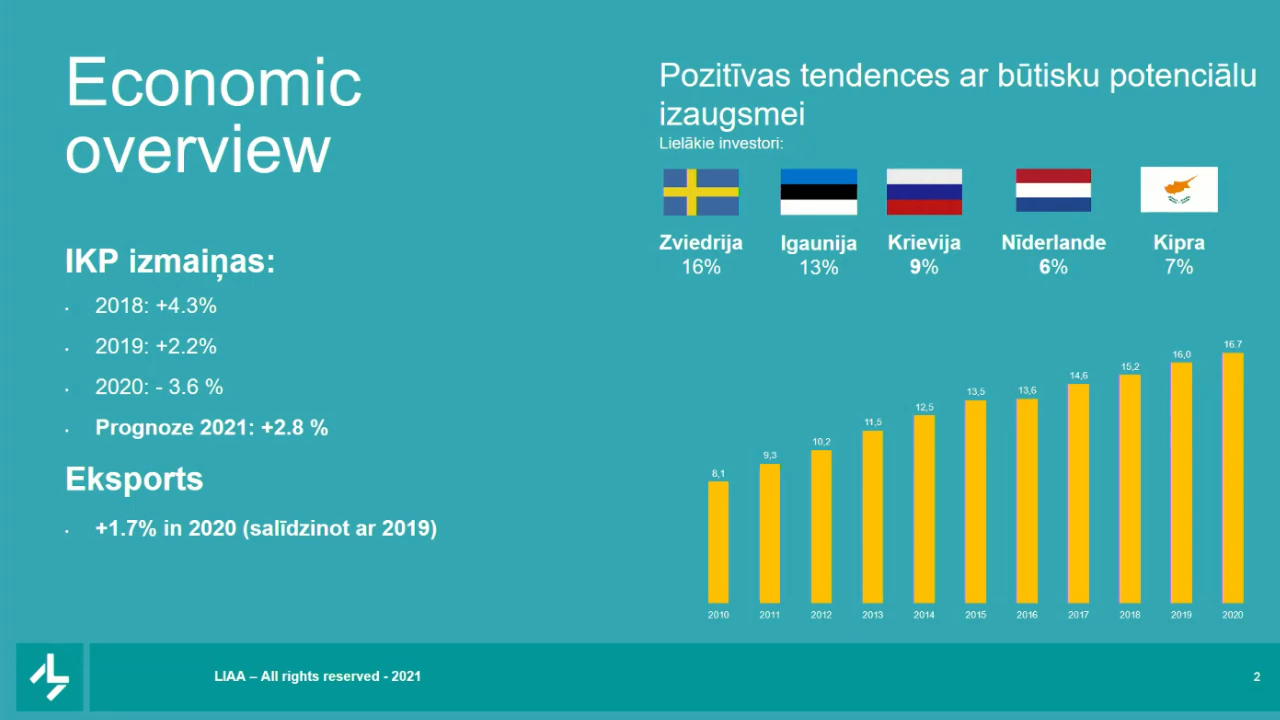 Economic
overview
IKP izmaiņas:
2018: +4.3%
2019: +2.2%
2020: - 3.6 %
Prognoze 2021: +2.8 %
Eksports
+1.7% in 2020 (salīdzinot ar 2019)
Pozitīvas tendences ar būtisku potenciālu
izaugsmei
Lielākie investori:
Zviedrija Igaunija Krievija Nīderlande Kipra
16% 13% 9% 6% 7%
8,1 9,3 10,2 11,5 12,5 13,5 13,6 14,6 15,2 16,0 16.7
2010 2011 2012 2013 2014 2015 2016 2017 2018 2019 2020
LIAA – All rights reserved - 2021
2